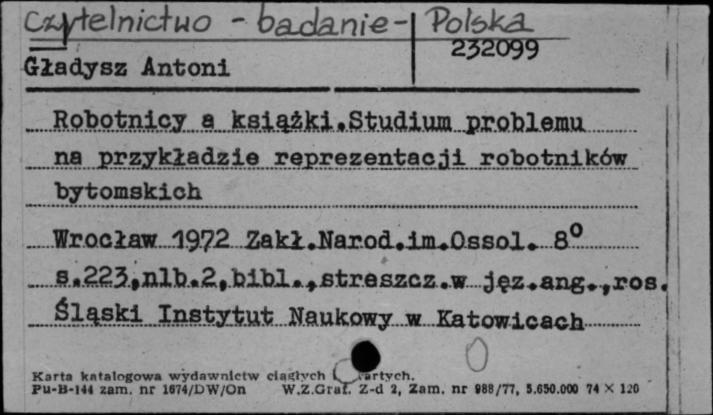 Czytelnictwo - badanie - Polska
232099
Gładysz Antoni
Robotnicy a książki.Studium problemu
na przykładzie reprezentacji robotników
bytomskich
Wrocław 1972 Zakł.Narod.im.Ossol. 8°
s.223,nlb.2,bibl.,streszcz.w jęz.ang.,ros.
Śląski Instytut Naukowy w Katowicach
Karta katalogowa wydawnictw ciągłych i
Pu-B-144 zam. nr 1674/DW/On W.Z.Graf. Z-d 2, Zam. nr 988/77, 5.650.000 74 × 120